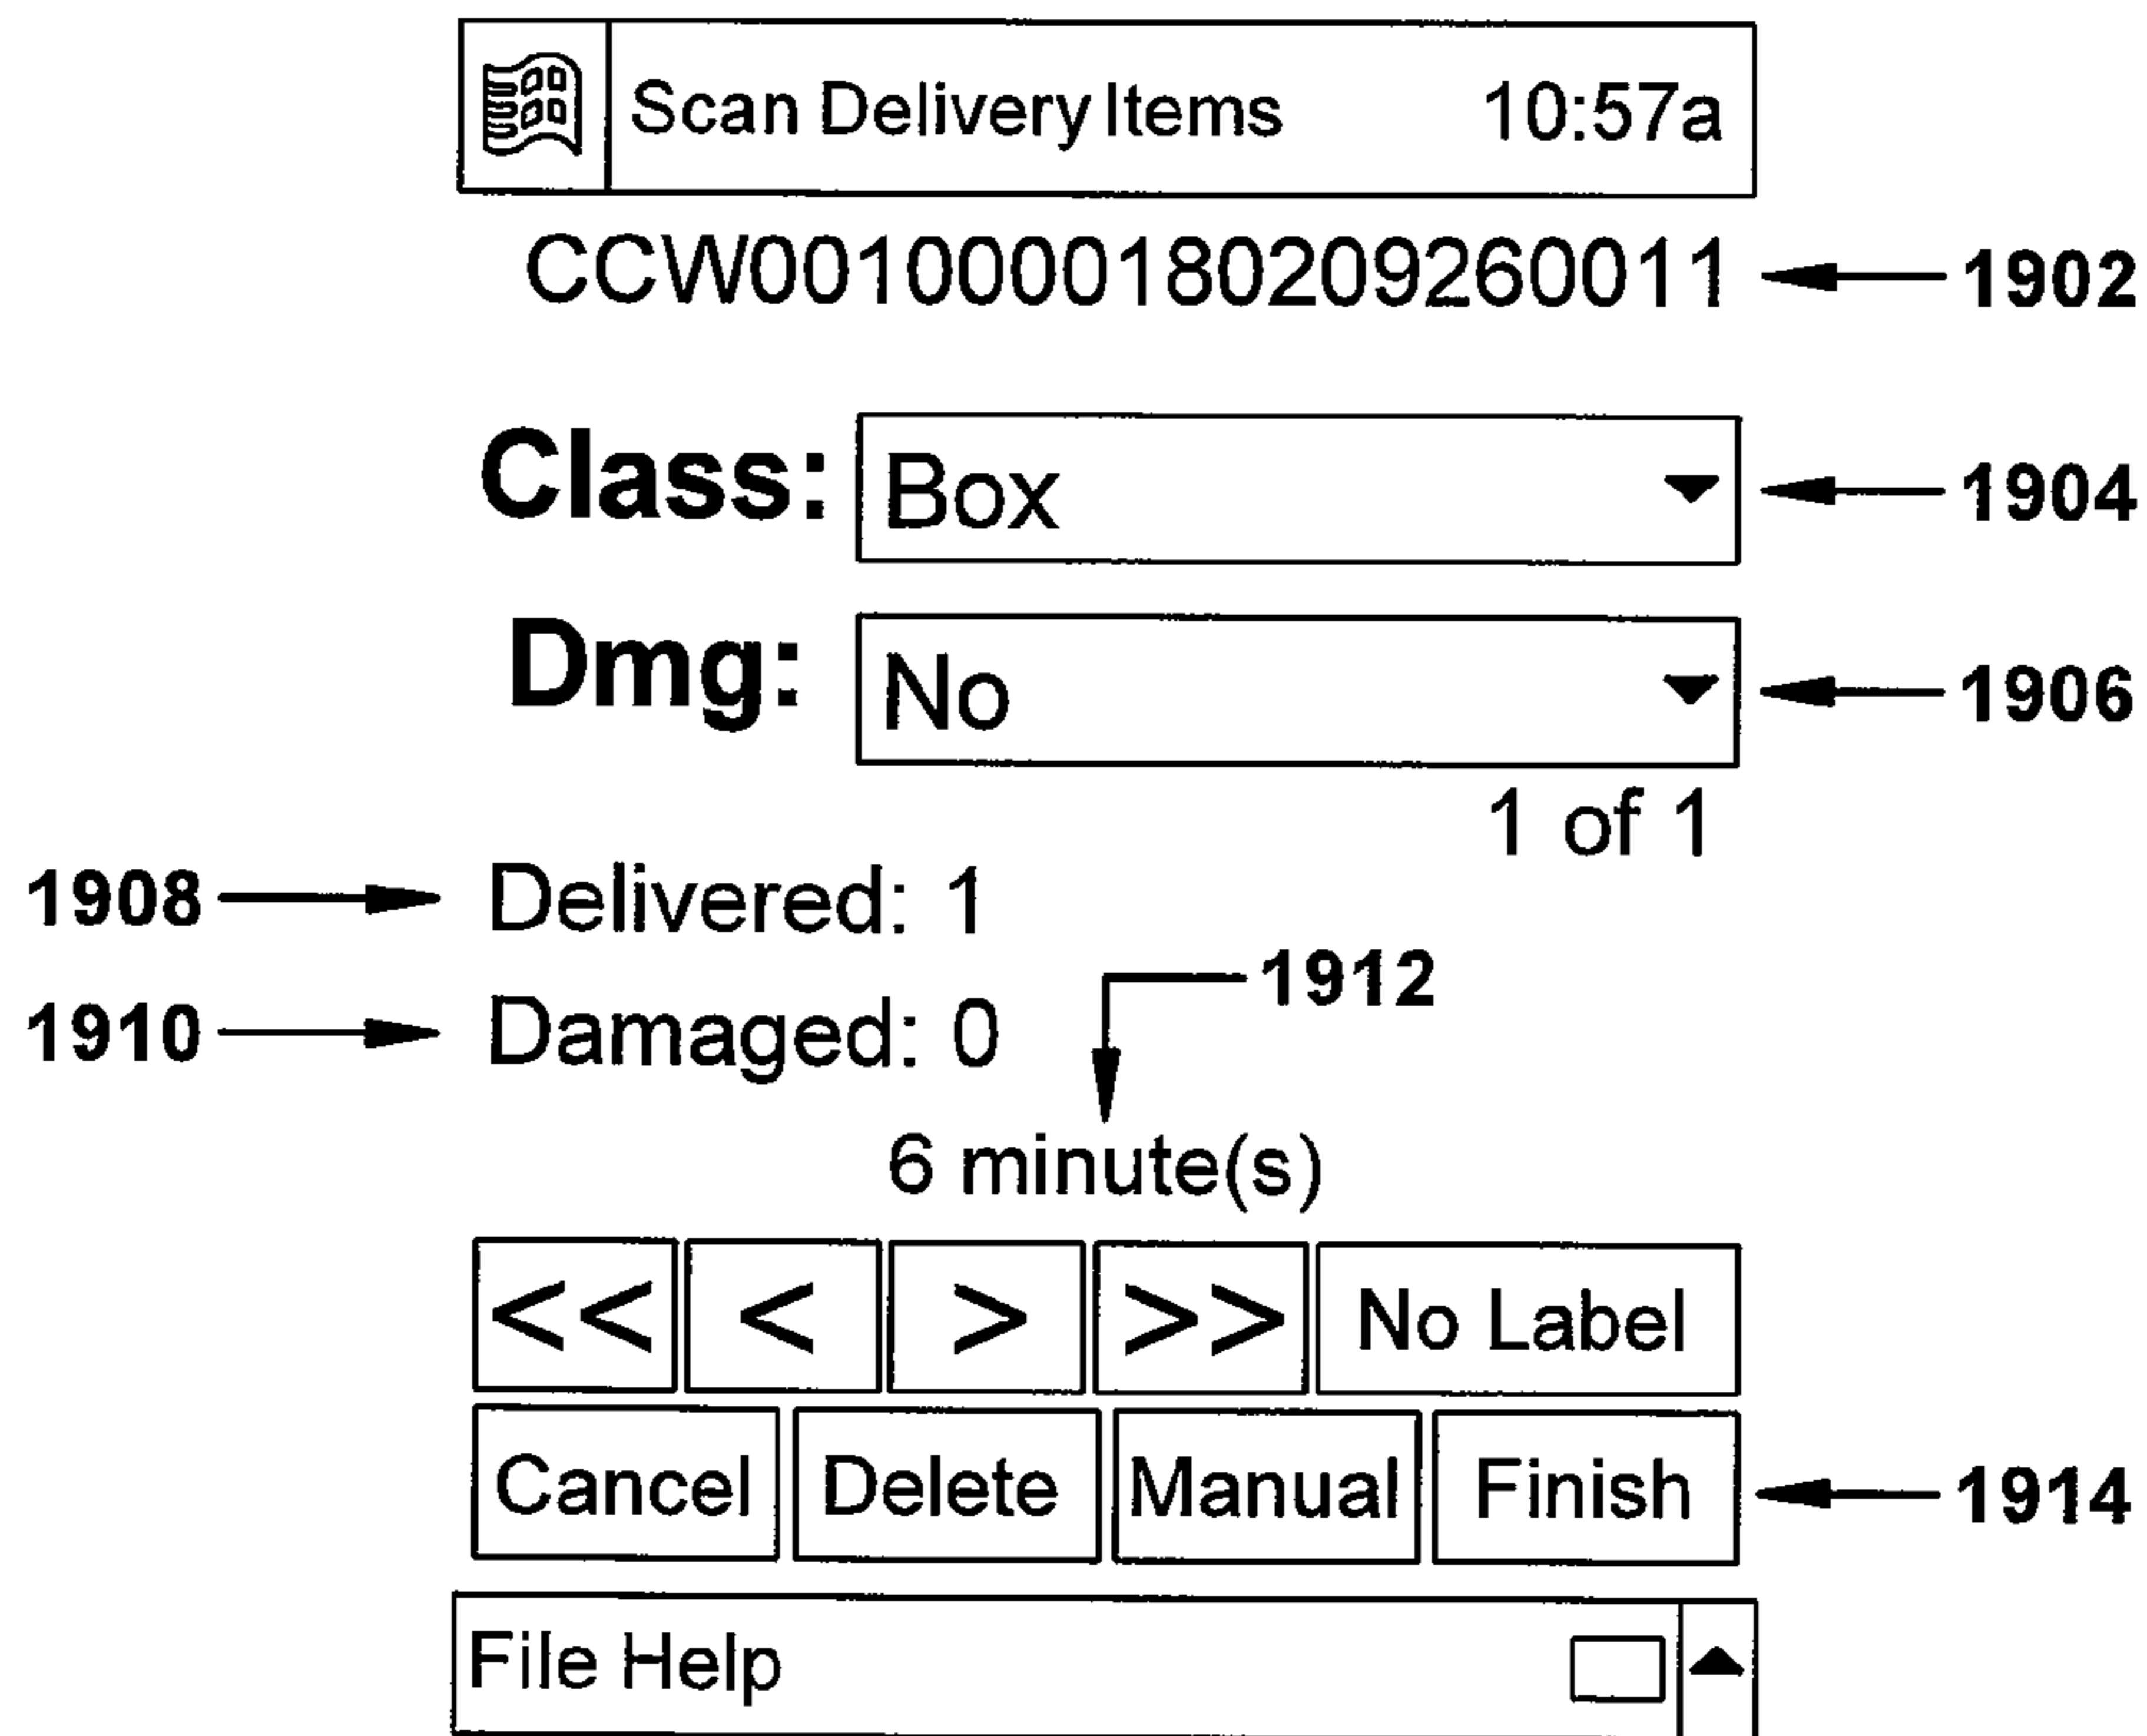 Scan Delivery Items 10:57a
CCW0010000180209260011 1902
Class: Box 1904
Dmg: No 1906
1 of 1
1908 Delivered: 1
1912
1910 Damaged: 0
6 minute(s)
<< < > >> No Label
Cancel Delete Manual Finish 1914
File Help